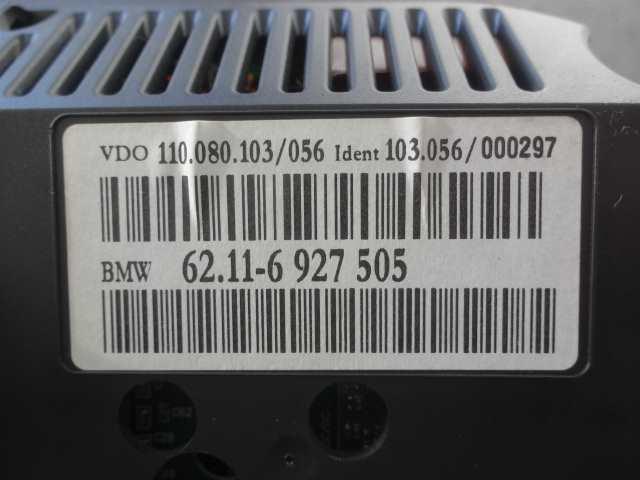 VDO 110.080.103/056 Ident 103.056/000297
BMW 62.11-6 927 505